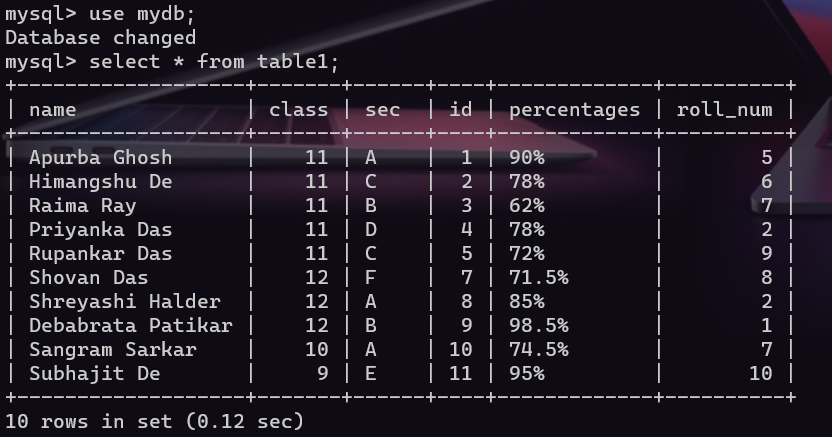 mysql> use mydb;
Database changed
mysql> select * from table1;
+-------------------+-------+------+----+-------------+----------+
| name              | class | sec  | id | percentages | roll_num |
+-------------------+-------+------+----+-------------+----------+
| Apurba Ghosh      |    11 | A    |  1 | 90%         |        5 |
| Himangshu De      |    11 | C    |  2 | 78%         |        6 |
| Raima Ray         |    11 | B    |  3 | 62%         |        7 |
| Priyanka Das      |    11 | D    |  4 | 78%         |        2 |
| Rupankar Das      |    11 | C    |  5 | 72%         |        9 |
| Shovan Das        |    12 | F    |  7 | 71.5%       |        8 |
| Shreyashi Halder  |    12 | A    |  8 | 85%         |        2 |
| Debabrata Patikar |    12 | B    |  9 | 98.5%       |        1 |
| Sangram Sarkar    |    10 | A    | 10 | 74.5%       |        7 |
| Subhajit De       |     9 | E    | 11 | 95%         |       10 |
+-------------------+-------+------+----+-------------+----------+
10 rows in set (0.12 sec)